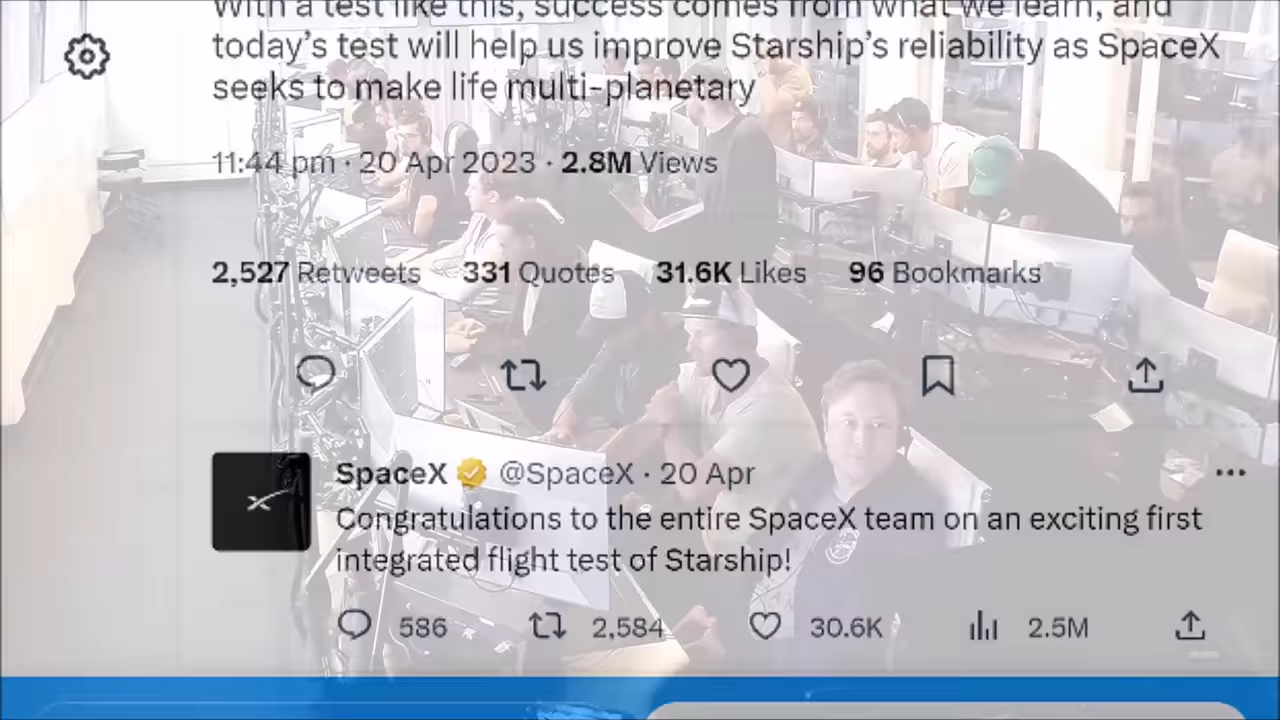 With a test like this, success comes from what we learn, and
today’s test will help us improve Starship’s reliability as SpaceX
seeks to make life multi-planetary
11:44 pm · 20 Apr 2023 · 2.8M Views
2,527 Retweets 331 Quotes 31.6K Likes 96 Bookmarks
SpaceX @SpaceX · 20 Apr
Congratulations to the entire SpaceX team on an exciting first
integrated flight test of Starship!
586 2,584 30.6K 2.5M